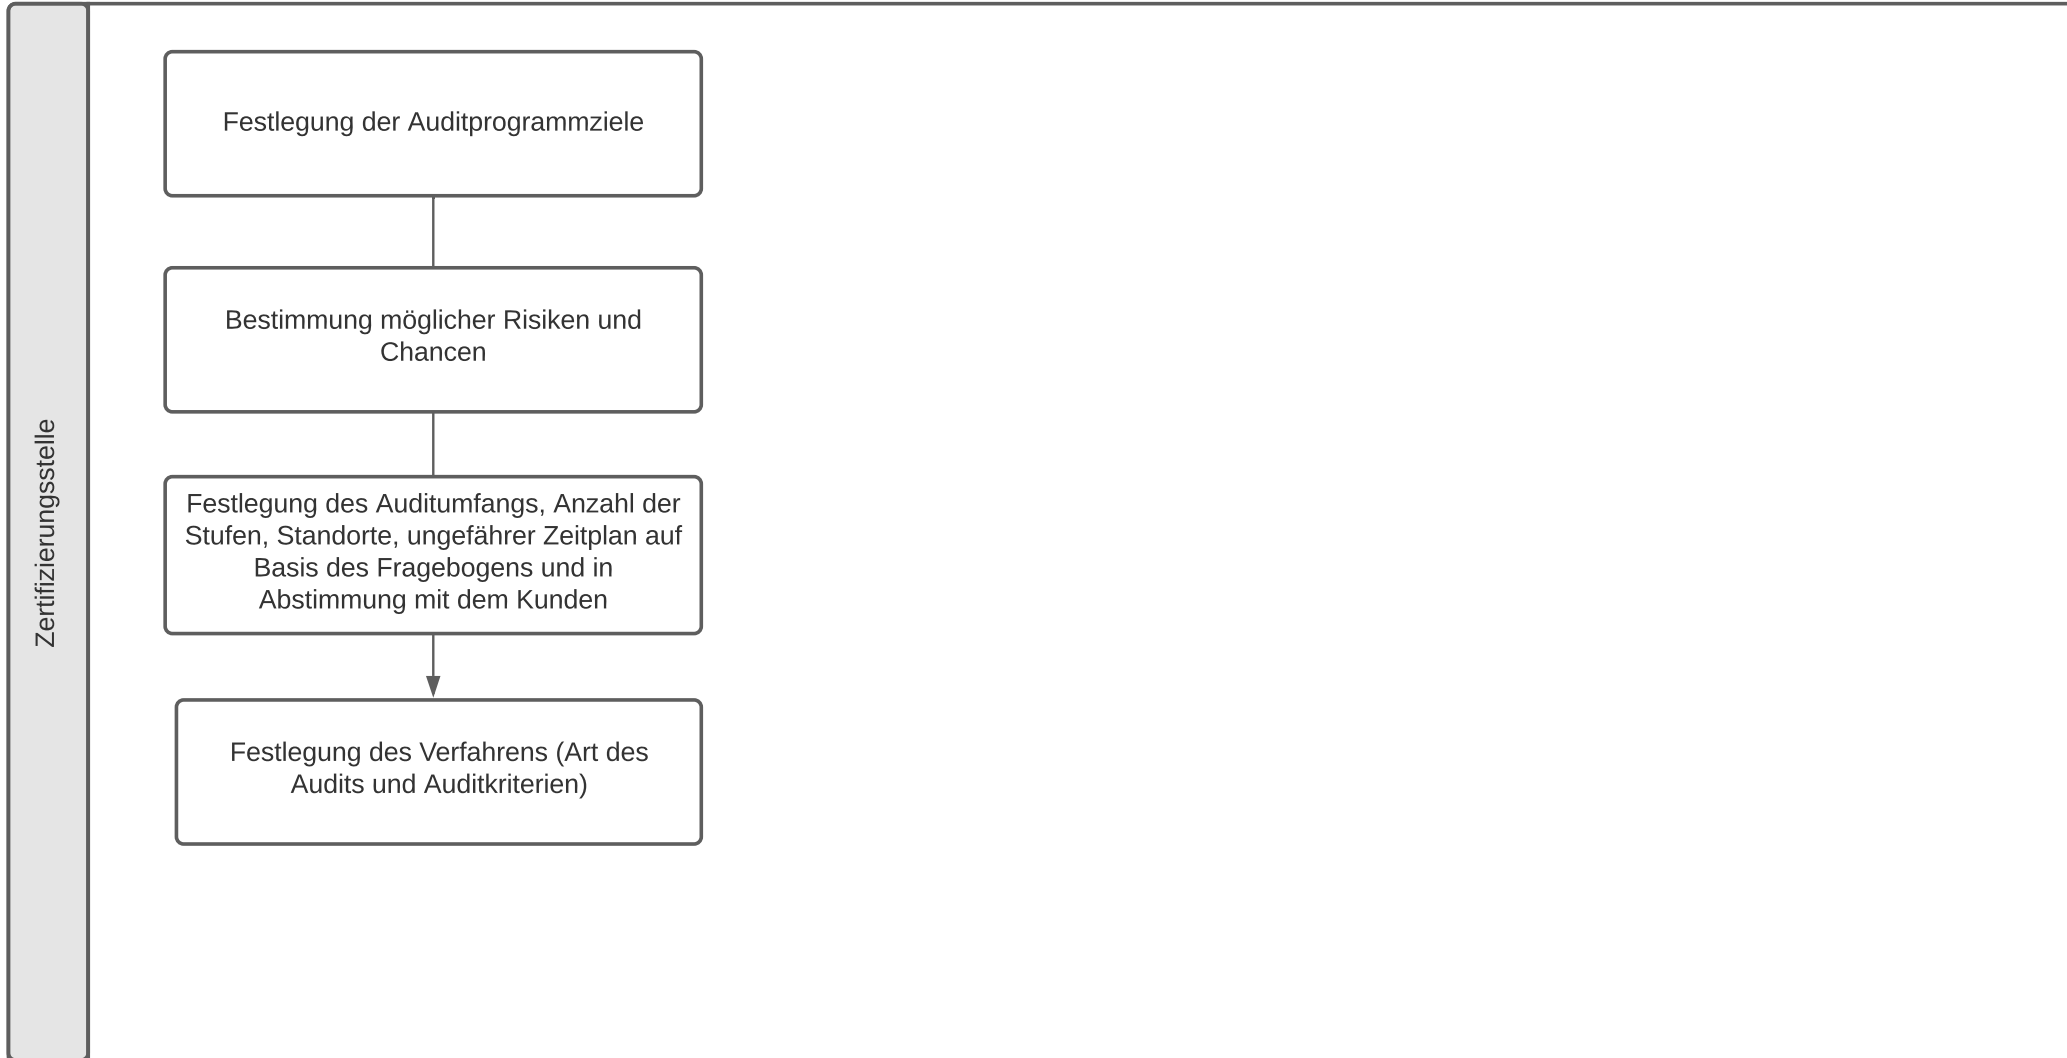 Zertifizierungsstelle
Festlegung der Auditprogrammziele
Bestimmung möglicher Risiken und
Chancen
Festlegung des Auditumfangs, Anzahl der
Stufen, Standorte, ungefährer Zeitplan auf
Basis des Fragebogens und in
Abstimmung mit dem Kunden
Festlegung des Verfahrens (Art des
Audits und Auditkriterien)